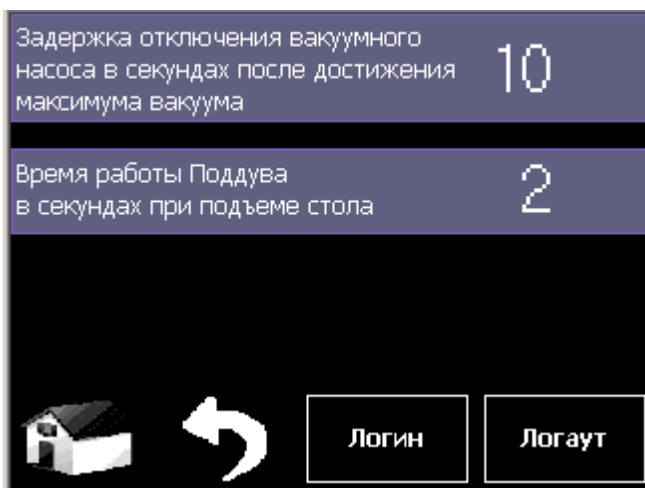 Задержка отключения вакуумного
насоса в секундах после достижения
максимума вакуума
10
Время работы Поддува
в секундах при подъеме стола
2
Логин
Логаут